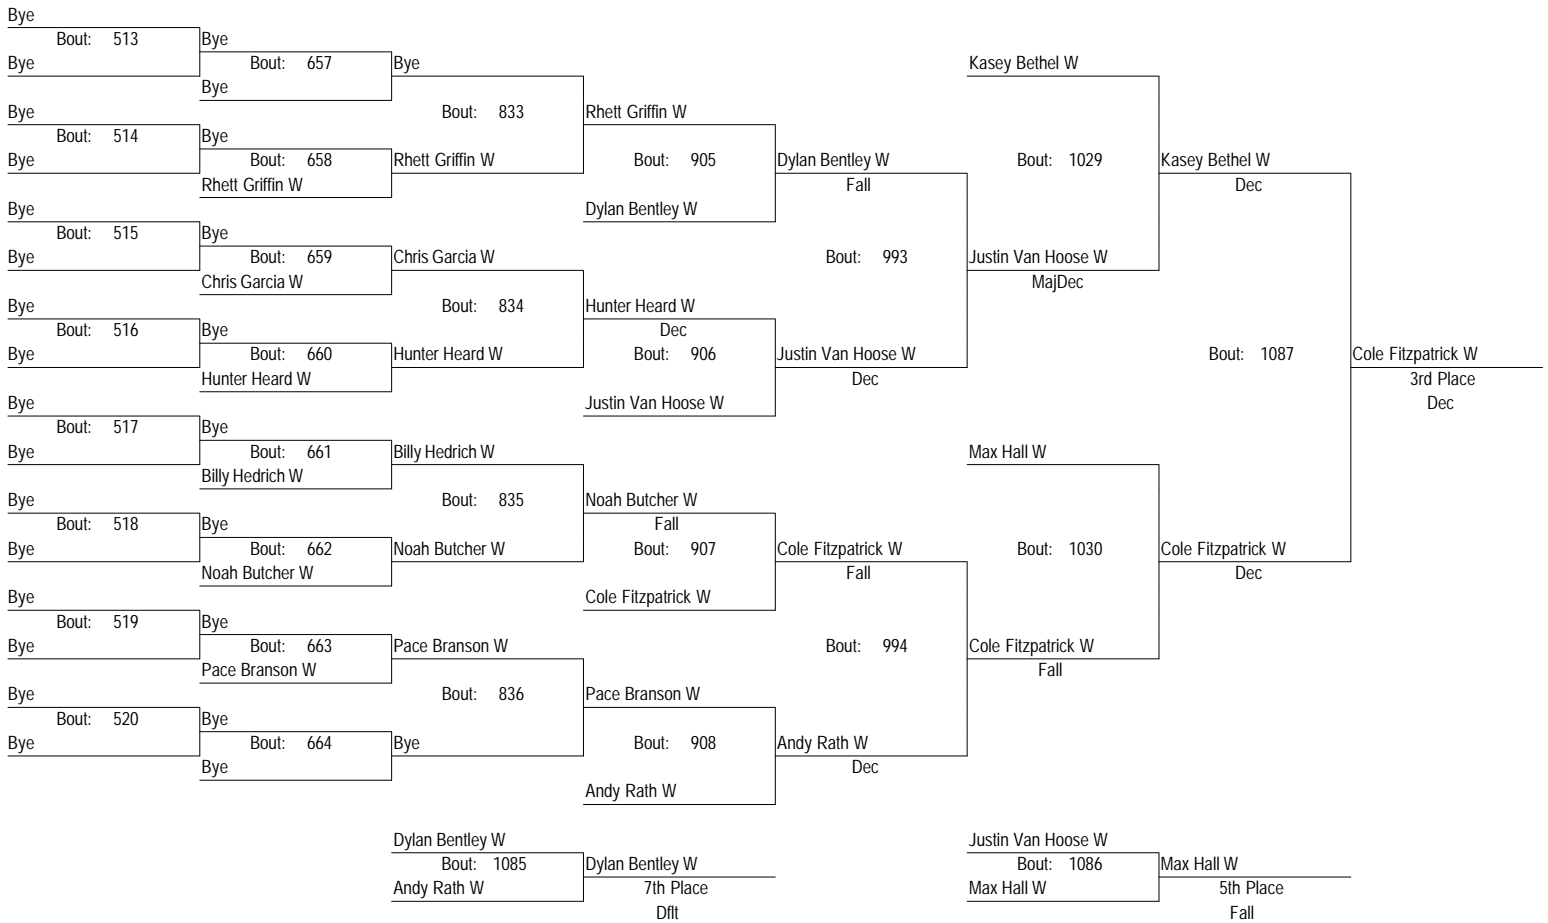 Bye
Bout: 513 Bye
Bye Bout: 657 Bye Kasey Bethel W
Bye
Bye Bout: 833 Rhett Griffin W
Bout: 514 Bye
Bye Bout: 658 Rhett Griffin W Bout: 905 Dylan Bentley W Bout: 1029 Kasey Bethel W
Rhett Griffin W Fall Dec
Bye Dylan Bentley W
Bout: 515 Bye
Bye Bout: 659 Chris Garcia W Bout: 993 Justin Van Hoose W
Chris Garcia W MajDec
Bye Bout: 834 Hunter Heard W
Bout: 516 Bye Dec
Bye Bout: 660 Hunter Heard W Bout: 906 Justin Van Hoose W Bout: 1087 Cole Fitzpatrick W
Hunter Heard W Dec 3rd Place
Bye Justin Van Hoose W Dec
Bout: 517 Bye
Bye Bout: 661 Billy Hedrich W Max Hall W
Billy Hedrich W
Bye Bout: 835 Noah Butcher W
Bout: 518 Bye Fall
Bye Bout: 662 Noah Butcher W Bout: 907 Cole Fitzpatrick W Bout: 1030 Cole Fitzpatrick W
Noah Butcher W Fall Dec
Bye Cole Fitzpatrick W
Bout: 519 Bye
Bye Bout: 663 Pace Branson W Bout: 994 Cole Fitzpatrick W
Pace Branson W Fall
Bye Bout: 836 Pace Branson W
Bout: 520 Bye
Bye Bout: 664 Bye Bout: 908 Andy Rath W
Bye Dec
Andy Rath W
Dylan Bentley W Justin Van Hoose W
Bout: 1085 Dylan Bentley W Bout: 1086 Max Hall W
Andy Rath W 7th Place Max Hall W 5th Place
Dflt Fall